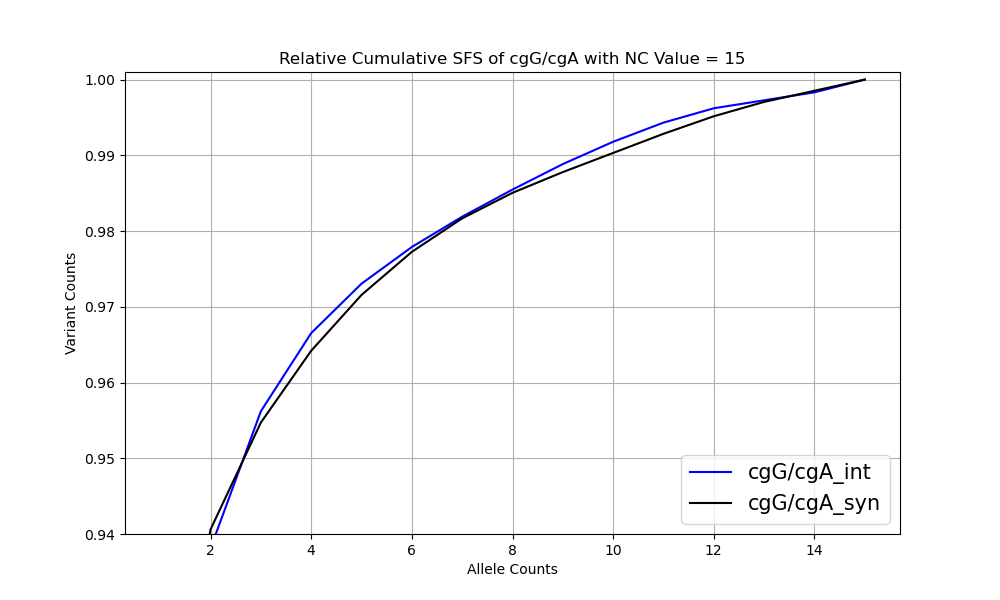 Relative Cumulative SFS of cgG/cgA with NC Value = 15
Variant Counts
1.00
0.99
0.98
0.97
0.96
0.95
0.94
cgG/cgA_int
cgG/cgA_syn
2 4 6 8 10 12 14
Allele Counts